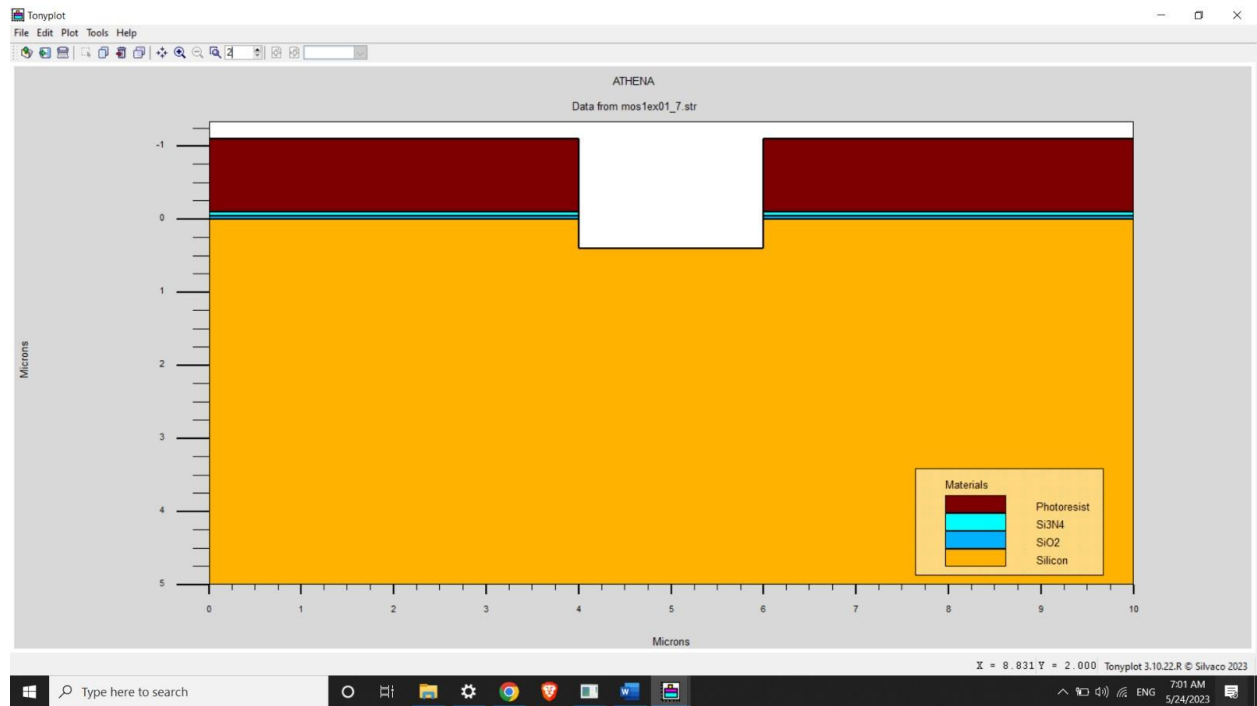 Tonyplot
File Edit Plot Tools Help
2
ATHENA
Data from mos1ex01_7.str
Microns
-1
0
1
2
3
4
5
Materials
Photoresist
Si3N4
SiO2
Silicon
0 1 2 3 4 5 6 7 8 9 10
Microns
X = 8.831 Y = 2.000 Tonyplot 3.10.22.R © Silvaco 2023
Type here to search
W
ENG
7:01 AM
5/24/2023